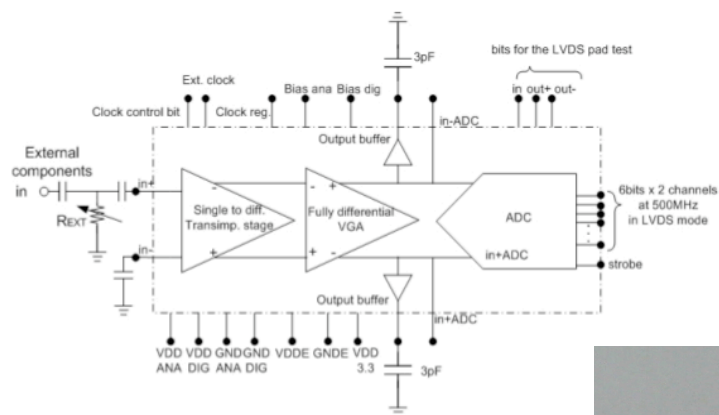 3pF
bits for the LVDS pad test
Ext. clock
Bias ana Bias dig
in out+ out-
Clock control bit
Clock reg.
in-ADC
External
components
in
in+
REXT
in-
Output buffer
- - +
Single to diff.
Transimp. stage
Fully differential
VGA
ADC
+ + -
in+ADC
6bits x 2 channels
at 500MHz
in LVDS mode
strobe
Output buffer
in+ADC
VDD VDD GND GND VDDE GNDE VDD
ANA DIG ANA DIG 3.3
3pF